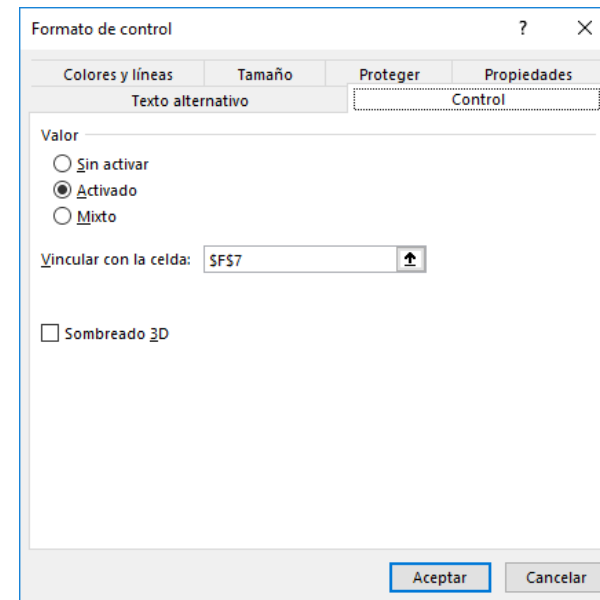 Formato de control ?
Colores y líneas Tamaño Proteger Propiedades
Texto alternativo Control
Valor
Sin activar
Activado
Mixto
Vincular con la celda: $F$7
Sombreado 3D
Aceptar Cancelar